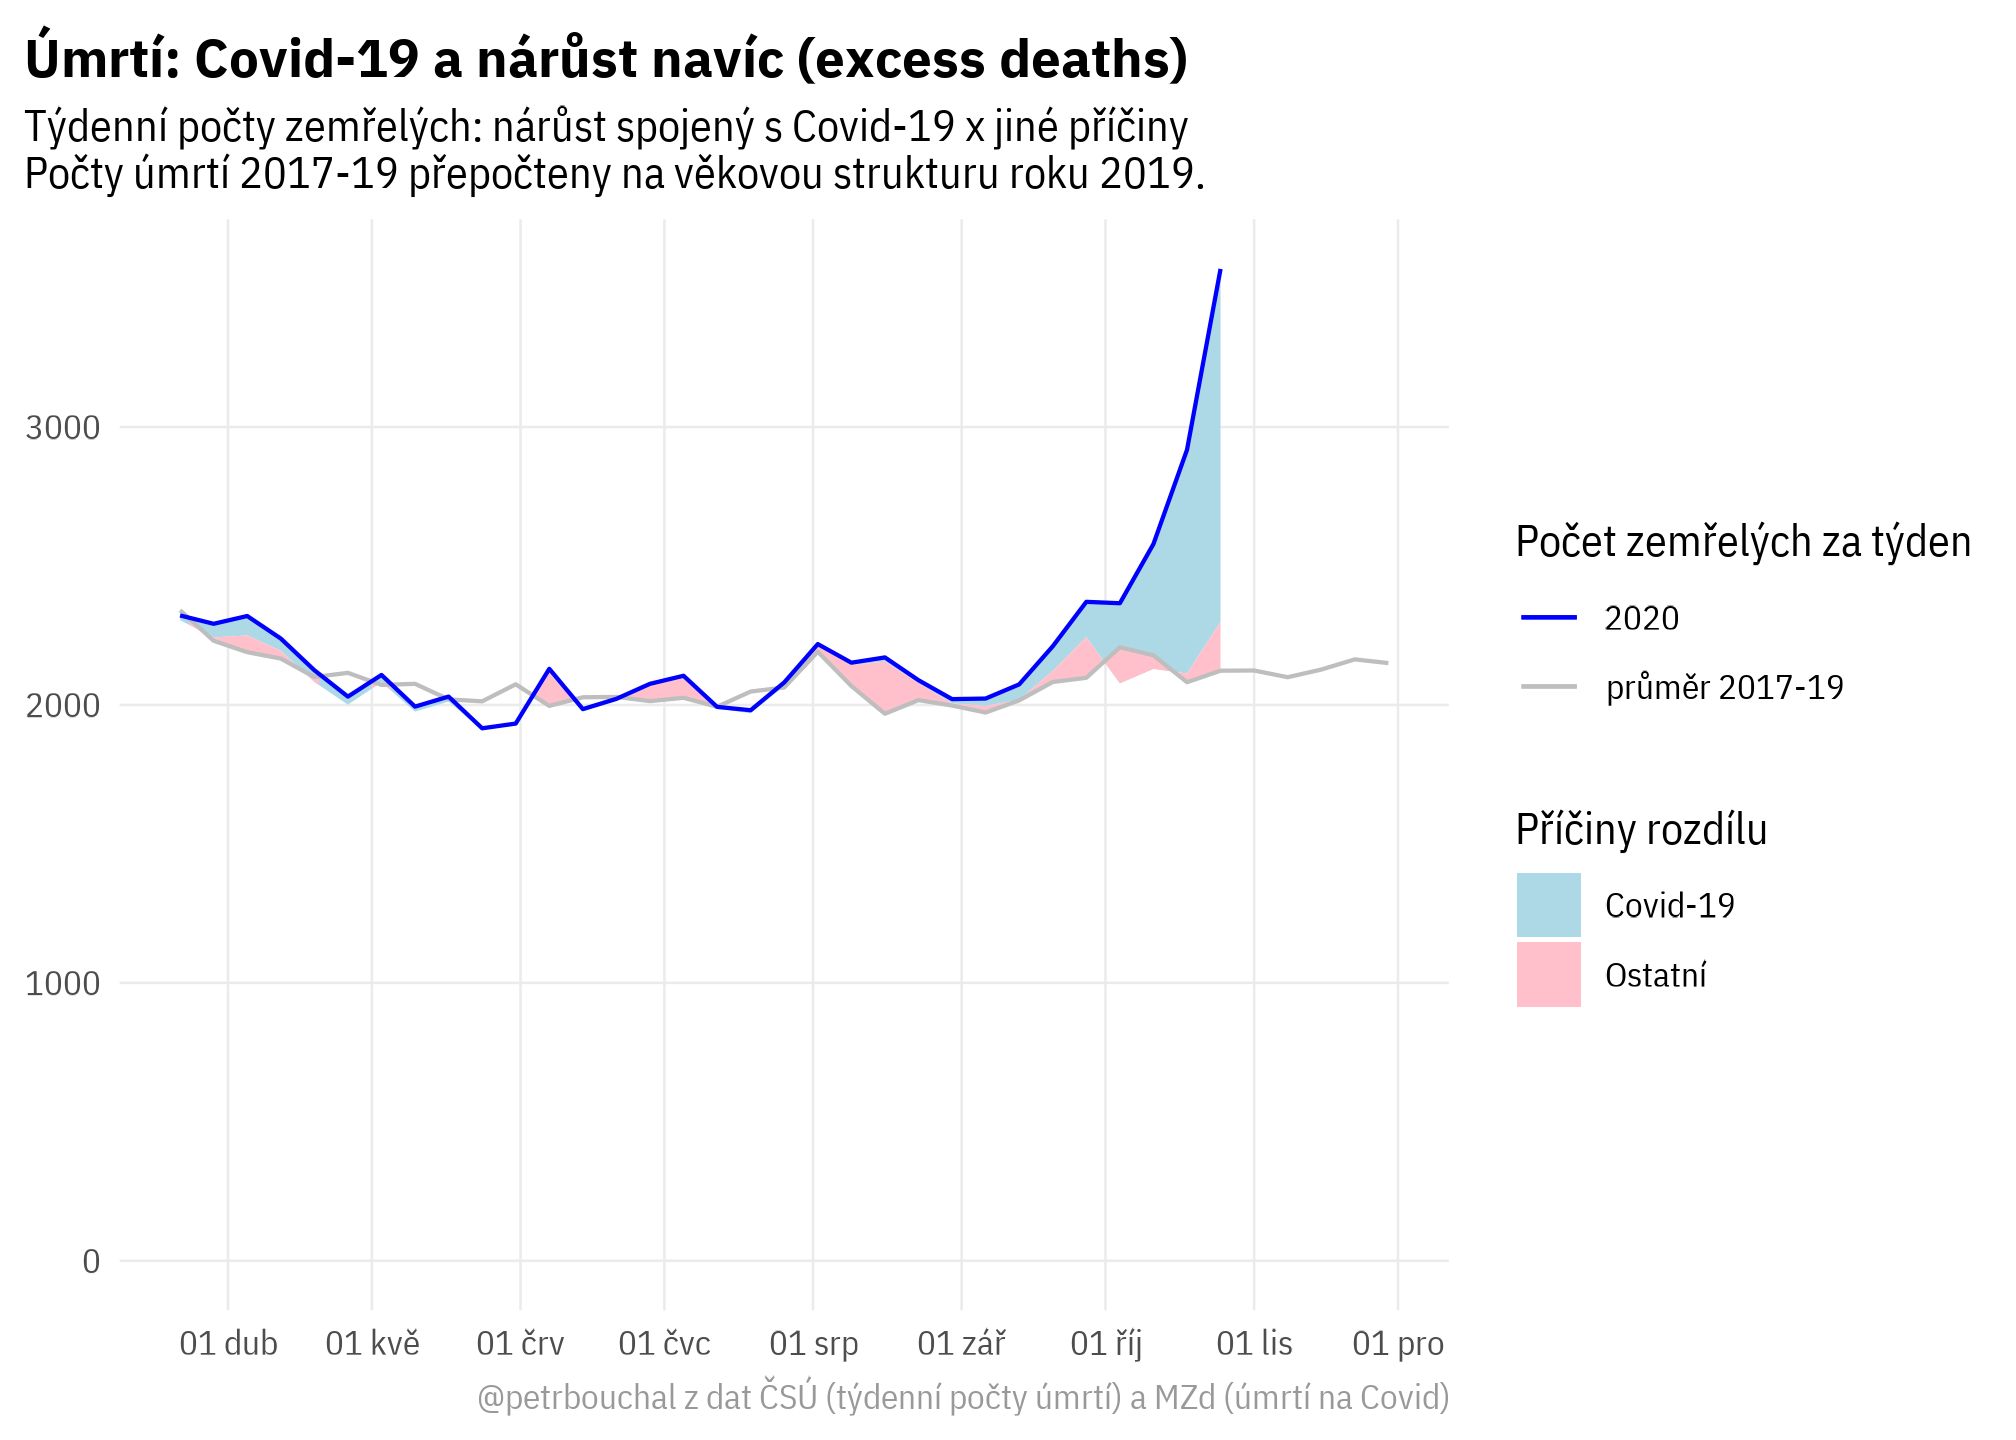 Úmrtí: Covid-19 a nárůst navíc (excess deaths)
Týdenní počty zemřelých: nárůst spojený s Covid-19 x jiné příčiny
Počty úmrtí 2017-19 přepočteny na věkovou strukturu roku 2019.
3000
2000
1000
0
01 dub
01 kvě
01 črv
01 čvc
01 srp
01 zář
01 říj
01 lis
01 pro
Počet zemřelých za týden
2020
průměr 2017-19
Příčiny rozdílu
Covid-19
Ostatní
@petrbouchal z dat ČSÚ (týdenní počty úmrtí) a MZd (úmrtí na Covid)